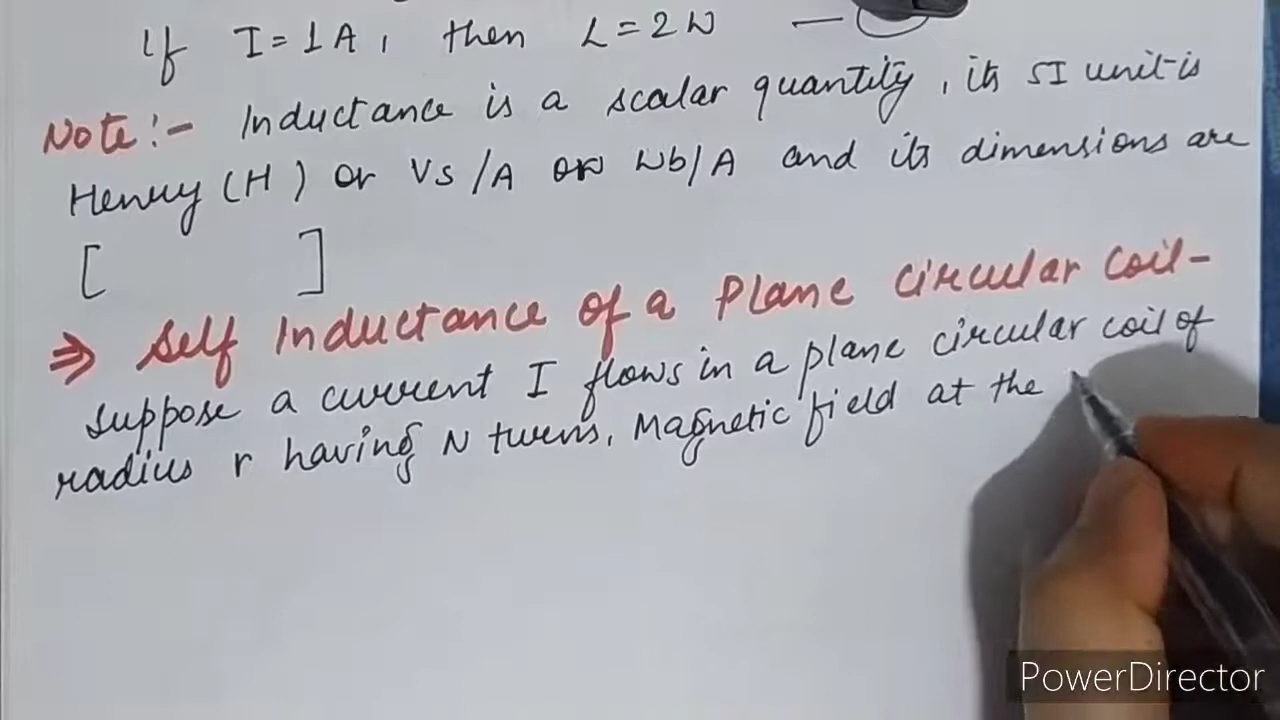 If I = 1A, then L = 2W
Note:- Inductance is a scalar quantity, its SI unit is
Henry (H) or Vs/A or Wb/A and its dimensions are
[ ]
⇒ Self Inductance of a Plane Circular Coil-
Suppose a current I flows in a plane circular coil of
radius r having N turns, Magnetic field at the
PowerDirector